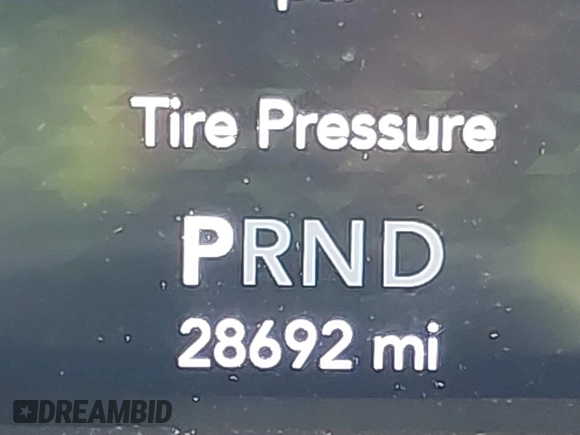 Tire Pressure
PRND
28692 mi
DREAMBID